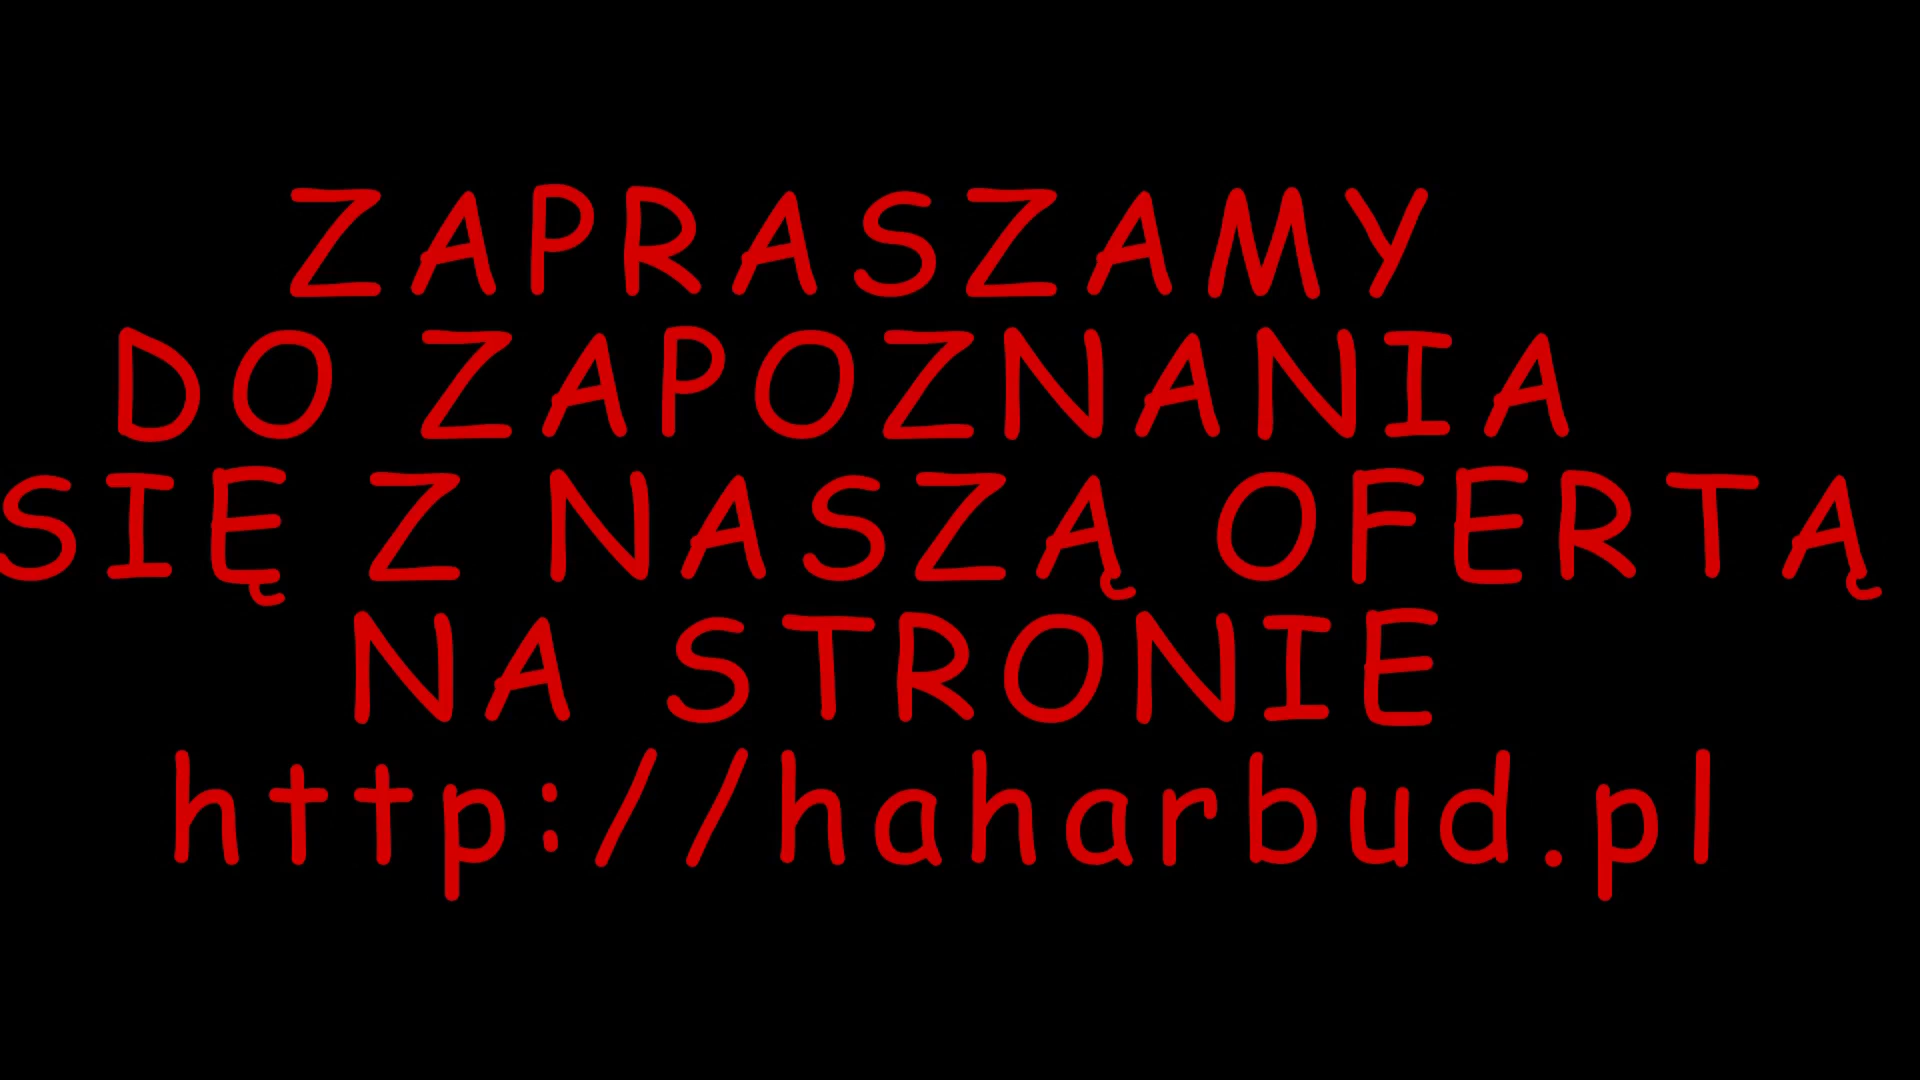 ZAPRASZAMY
DO ZAPOZNANIA
SIĘ Z NASZĄ OFERTĄ
NA STRONIE
http://haharbud.pl